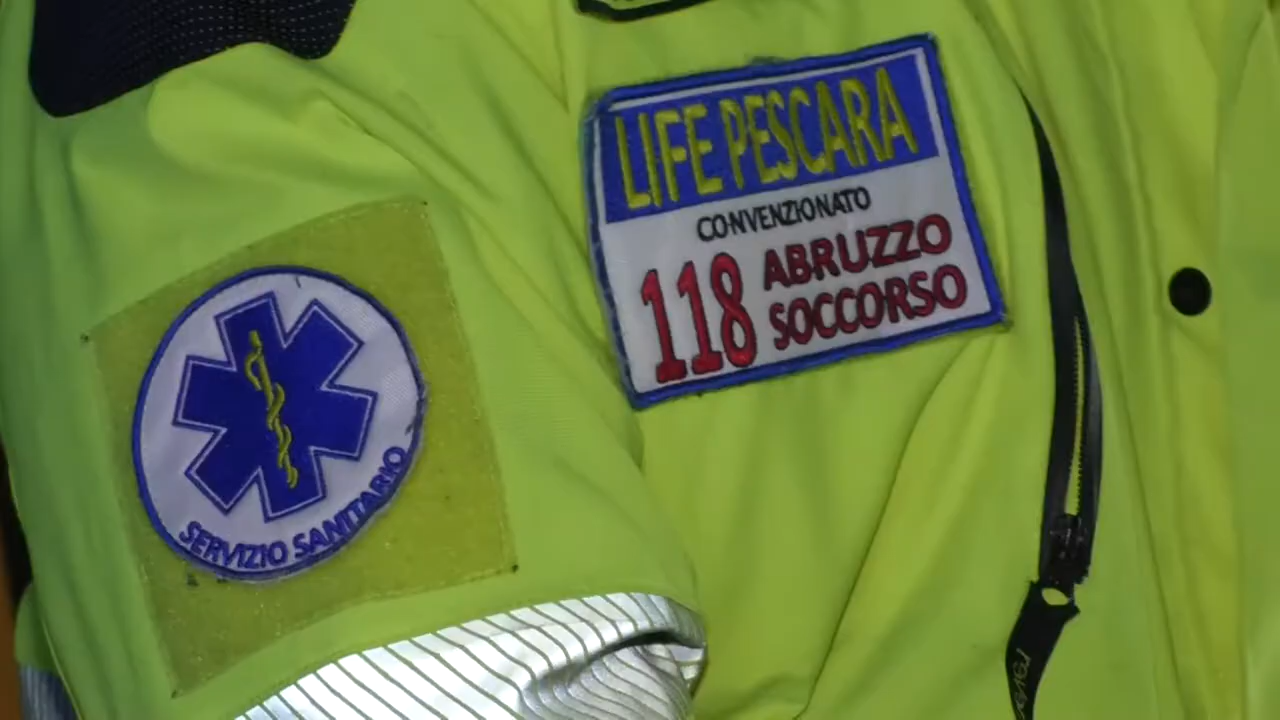 LIFE PESCARA
CONVENZIONATO
118 ABRUZZO
SOCCORSO
SERVIZIO SANITARIO